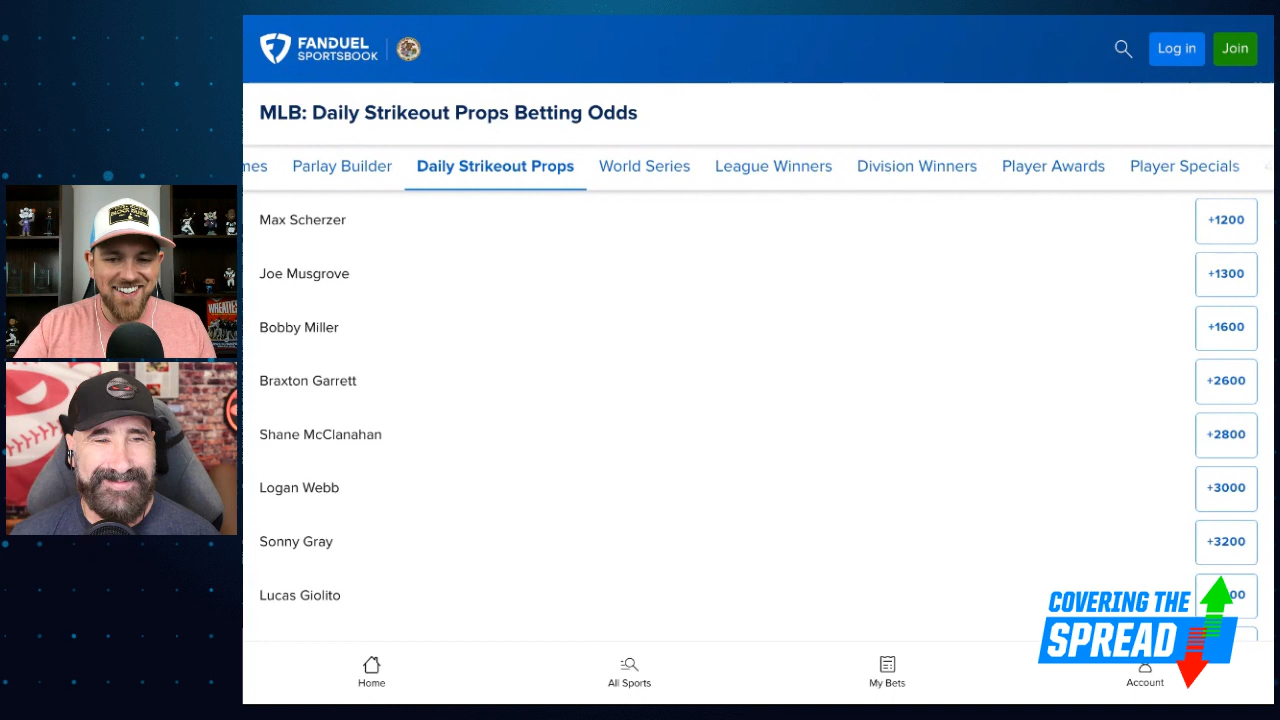 FANDUEL
SPORTSBOOK
Log in
Join
MLB: Daily Strikeout Props Betting Odds
mes Parlay Builder Daily Strikeout Props World Series League Winners Division Winners Player Awards Player Specials
Max Scherzer +1200
Joe Musgrove +1300
Bobby Miller +1600
Braxton Garrett +2600
Shane McClanahan +2800
Logan Webb +3000
Sonny Gray +3200
Lucas Giolito
COVERING THE
SPREAD
Home
All Sports
My Bets
Account
WHEATIES